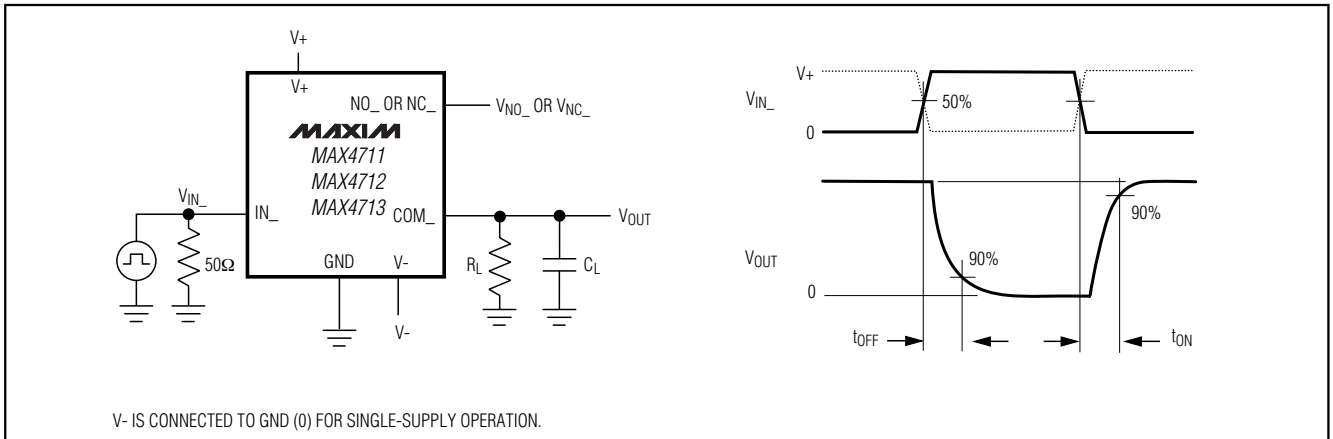 V+
V+
NO_ OR NC_
V_NO_ OR V_NC_
MAXIM
MAX4711
MAX4712
MAX4713
V_IN_
IN_
COM_
V_OUT
50Ω
GND
V-
R_L
C_L
V-
V- IS CONNECTED TO GND (0) FOR SINGLE-SUPPLY OPERATION.
V+
V_IN_
50%
0
90%
V_OUT
90%
0
t_OFF
t_ON